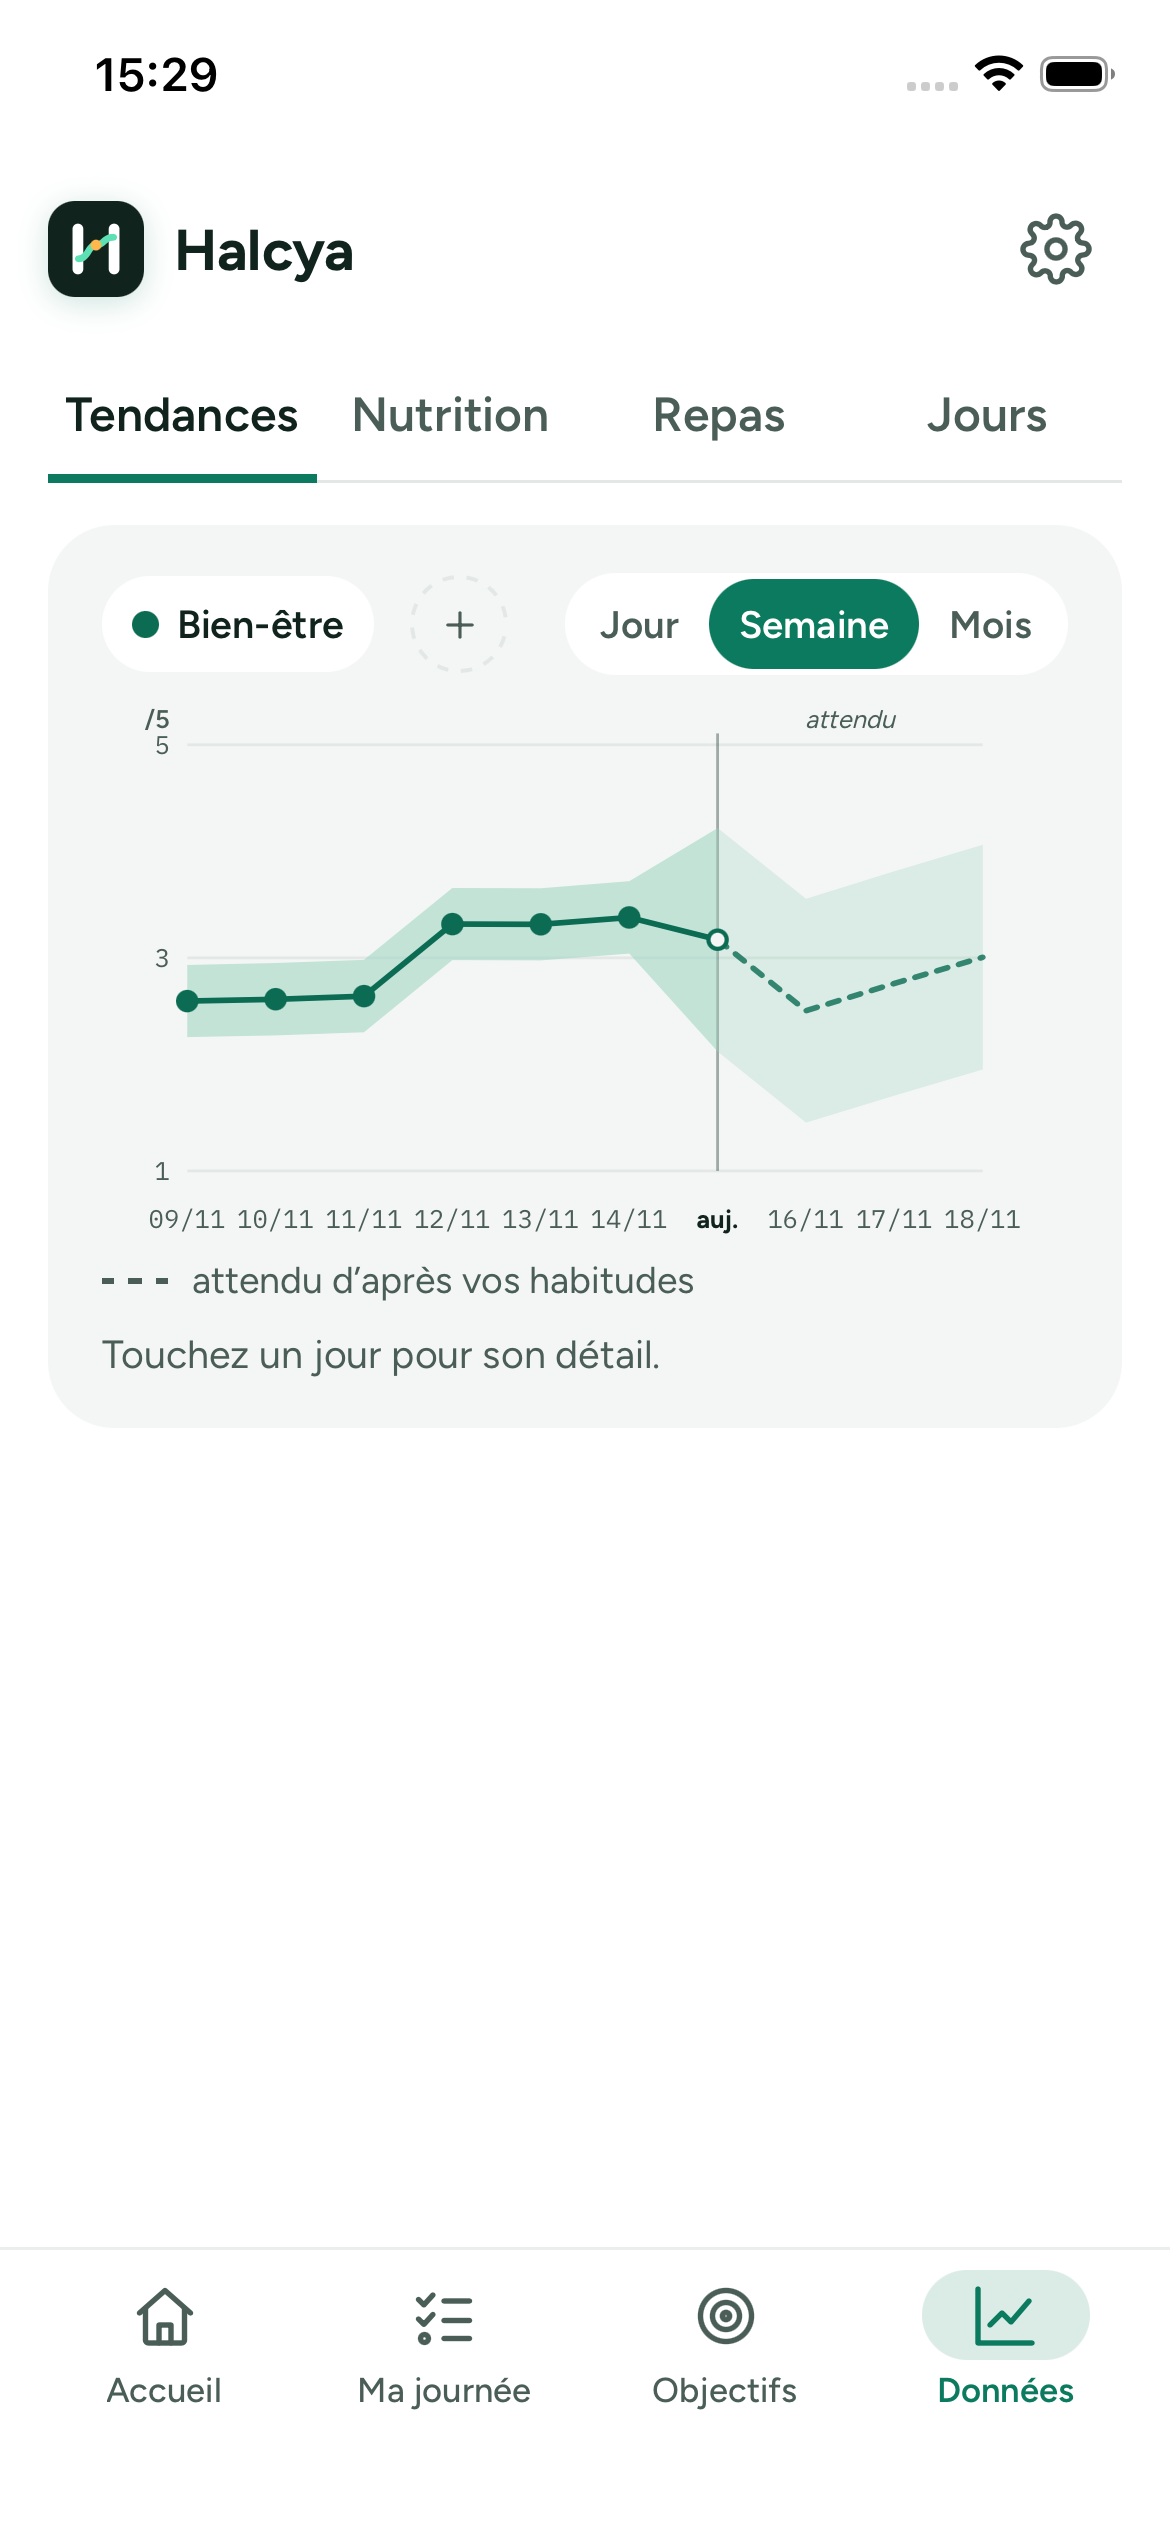 15:29
Halcya
Tendances Nutrition Repas Jours
Bien-être + Jour Semaine Mois
/5 attendu
5
3
1
09/11 10/11 11/11 12/11 13/11 14/11 auj. 16/11 17/11 18/11
attendu d’après vos habitudes
Touchez un jour pour son détail.
Accueil Ma journée Objectifs Données